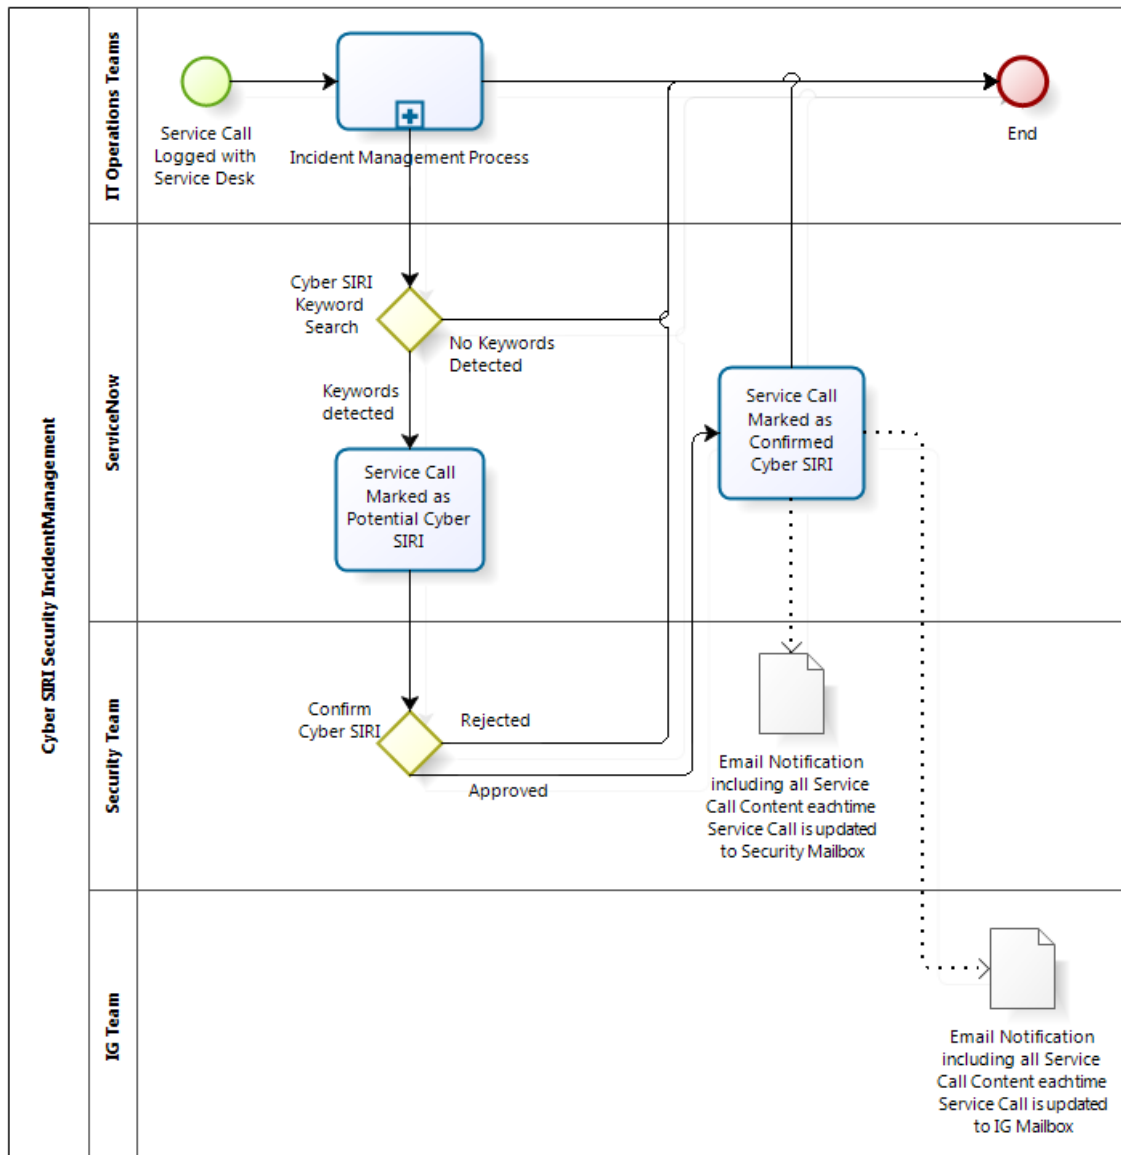 Cyber SIRI Security IncidentManagement
IT Operations Teams
Service Call
Logged with
Service Desk
Incident Management Process
End
ServiceNow
Cyber SIRI
Keyword
Search
No Keywords
Detected
Keywords
detected
Service Call
Marked as
Potential Cyber
SIRI
Service Call
Marked as
Confirmed
Cyber SIRI
Security Team
Confirm
Cyber SIRI
Rejected
Approved
Email Notification
including all Service
Call Content eachtime
Service Call is updated
to Security Mailbox
IG Team
Email Notification
including all Service
Call Content eachtime
Service Call is updated
to IG Mailbox